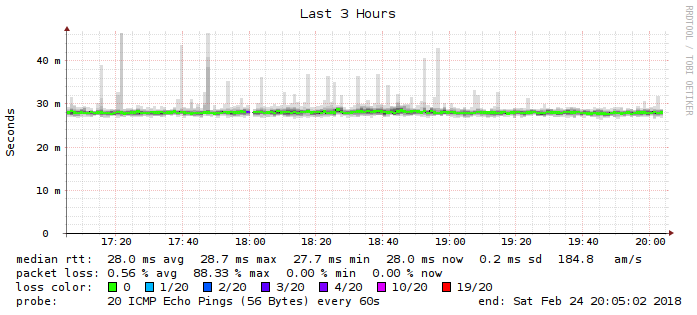 Last 3 Hours
RRDTOOL / TOBI OETIKER
Seconds
40 m
30 m
20 m
10 m
0
17:20 17:40 18:00 18:20 18:40 19:00 19:20 19:40 20:00
median rtt: 28.0 ms avg 28.7 ms max 27.7 ms min 28.0 ms now 0.2 ms sd 184.8 am/s
packet loss: 0.56 % avg 88.33 % max 0.00 % min 0.00 % now
loss color: 0 1/20 2/20 3/20 4/20 10/20 19/20
probe: 20 ICMP Echo Pings (56 Bytes) every 60s end: Sat Feb 24 20:05:02 2018